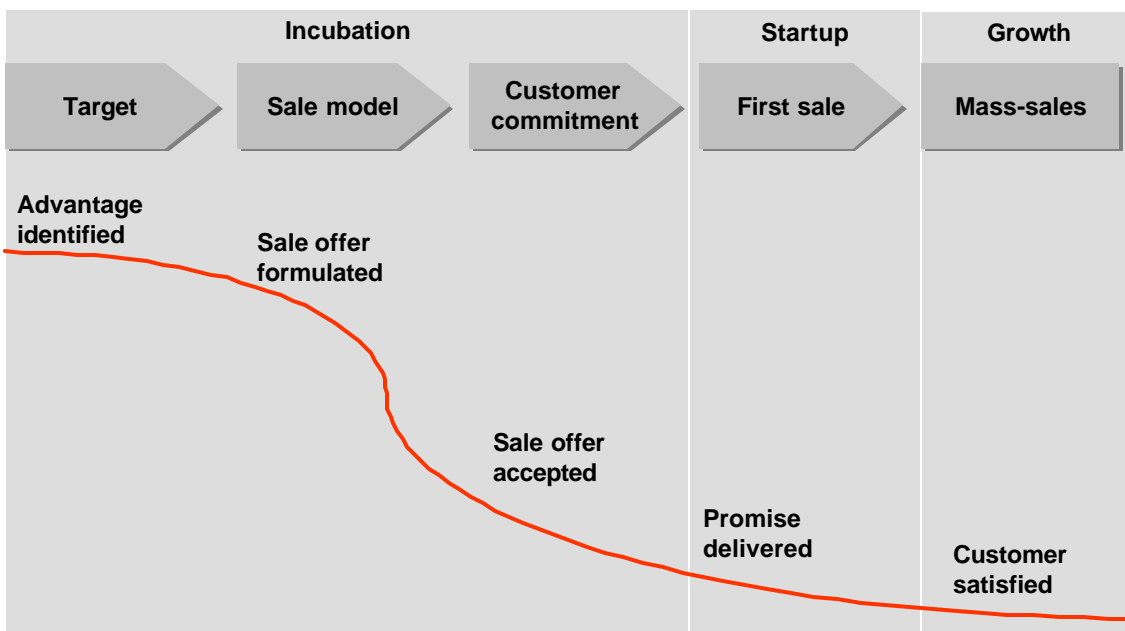 Incubation
Startup
Growth
Target
Sale model
Customer
commitment
First sale
Mass-sales
Advantage
identified
Sale offer
formulated
Sale offer
accepted
Promise
delivered
Customer
satisfied